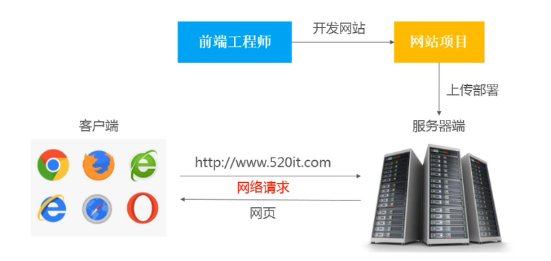 前端工程师
开发网站
网站项目
上传部署
客户端
服务器端
http://www.520it.com
网络请求
网页